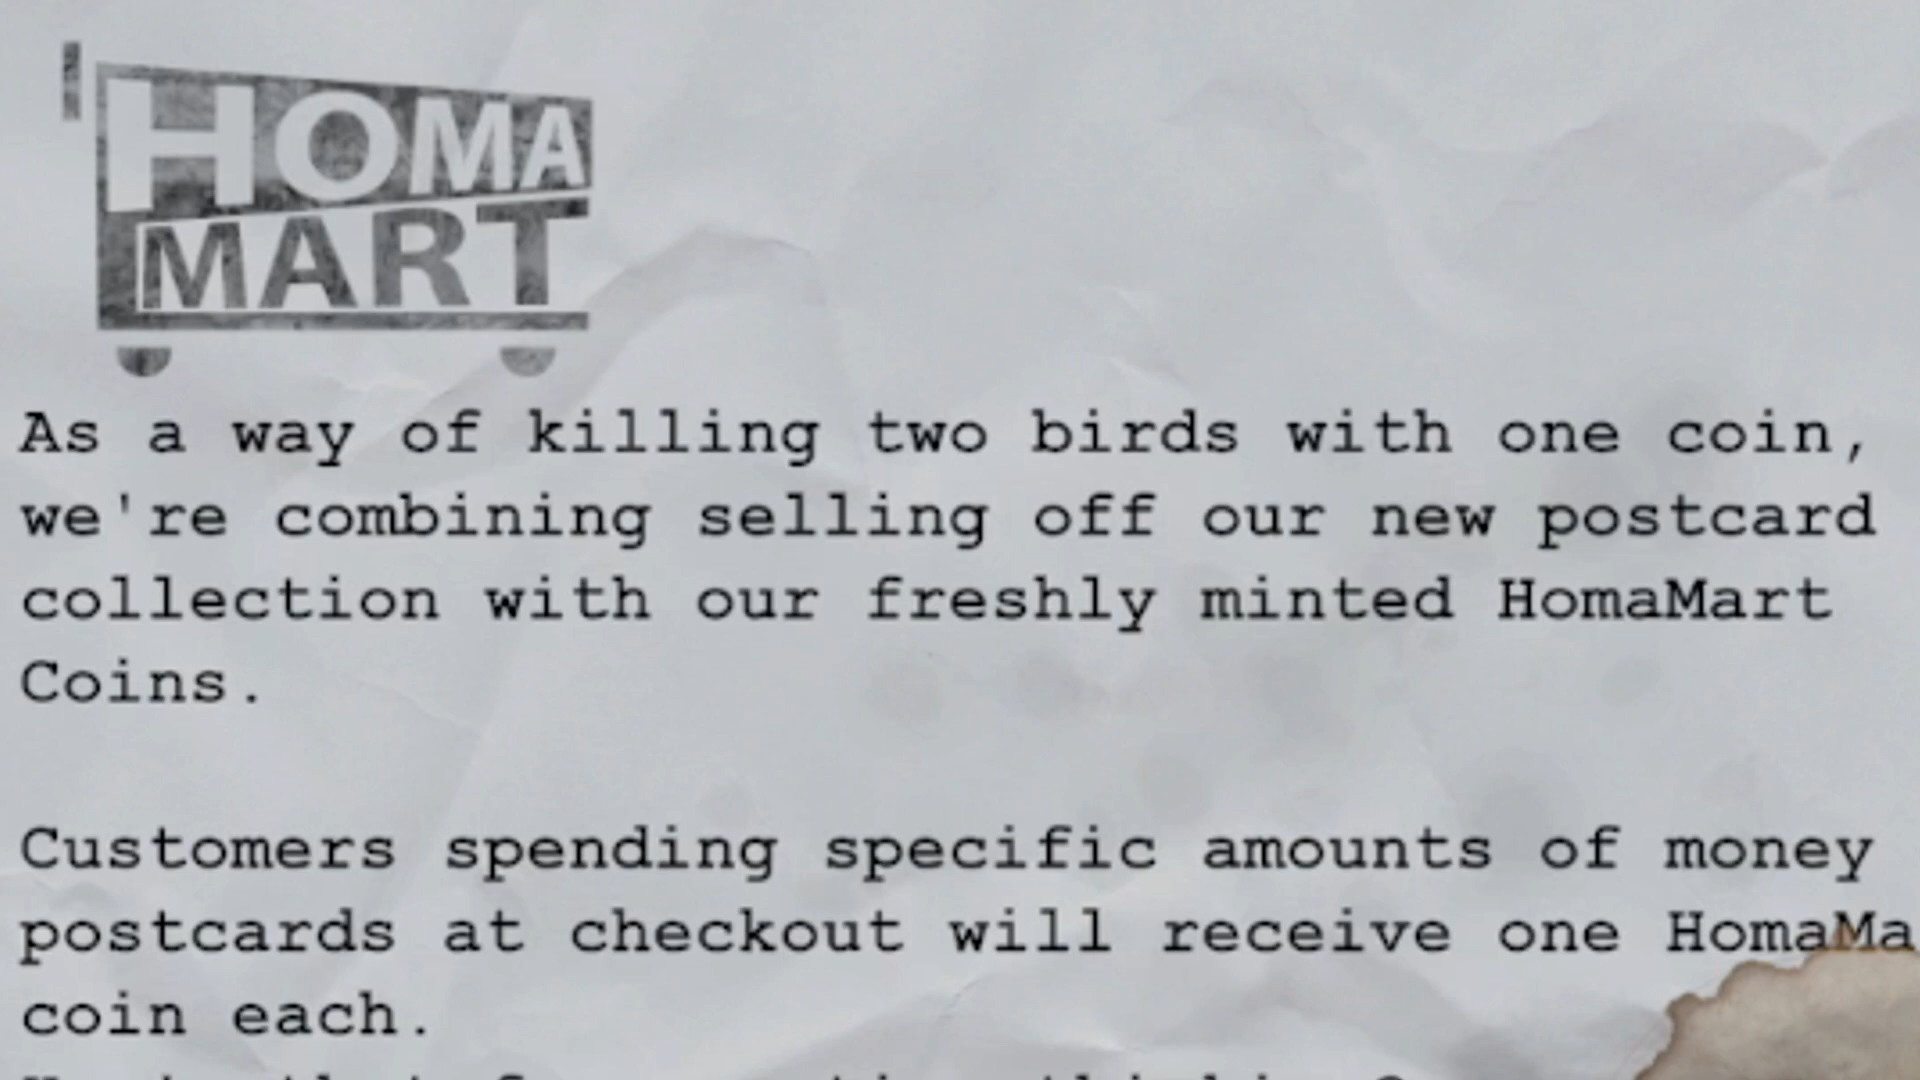 HOMA
MART
As a way of killing two birds with one coin,
we're combining selling off our new postcard
collection with our freshly minted HomaMart
Coins.
Customers spending specific amounts of money
postcards at checkout will receive one HomaMa
coin each.